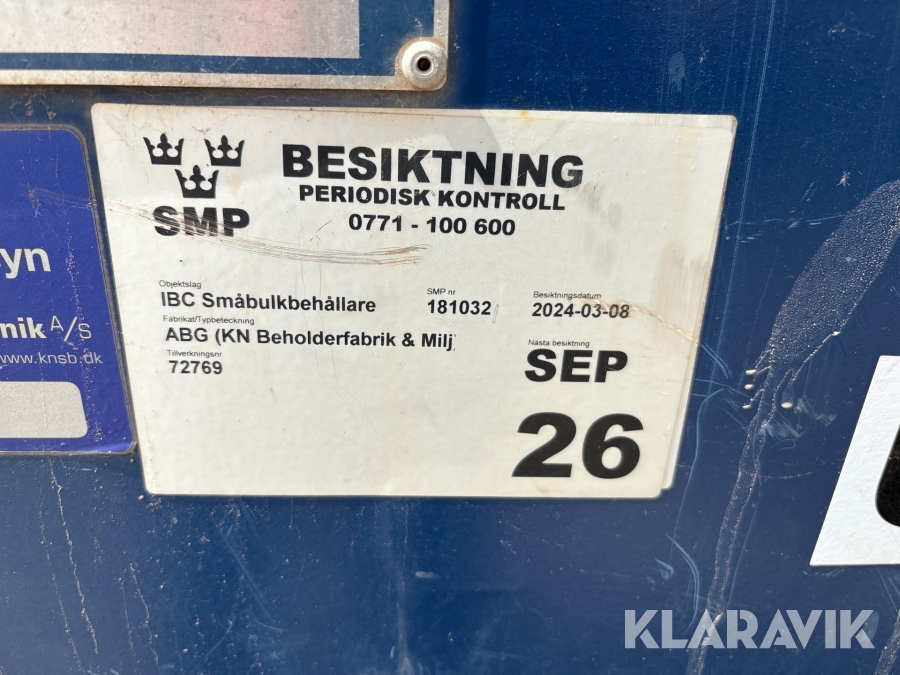 BESIKTNING
PERIODISK KONTROLL
0771 - 100 600
SMP
Objektslag
IBC Småbulkbehållare
SMP nr
181032
Besiktningsdatum
2024-03-08
Fabrikat/Typbeteckning
ABG (KN Beholderfabrik & Milj
Tillverkningsnr
72769
Nästa besiktning
SEP
26
yn
nik A/S
www.knsb.dk
KLARAVIK